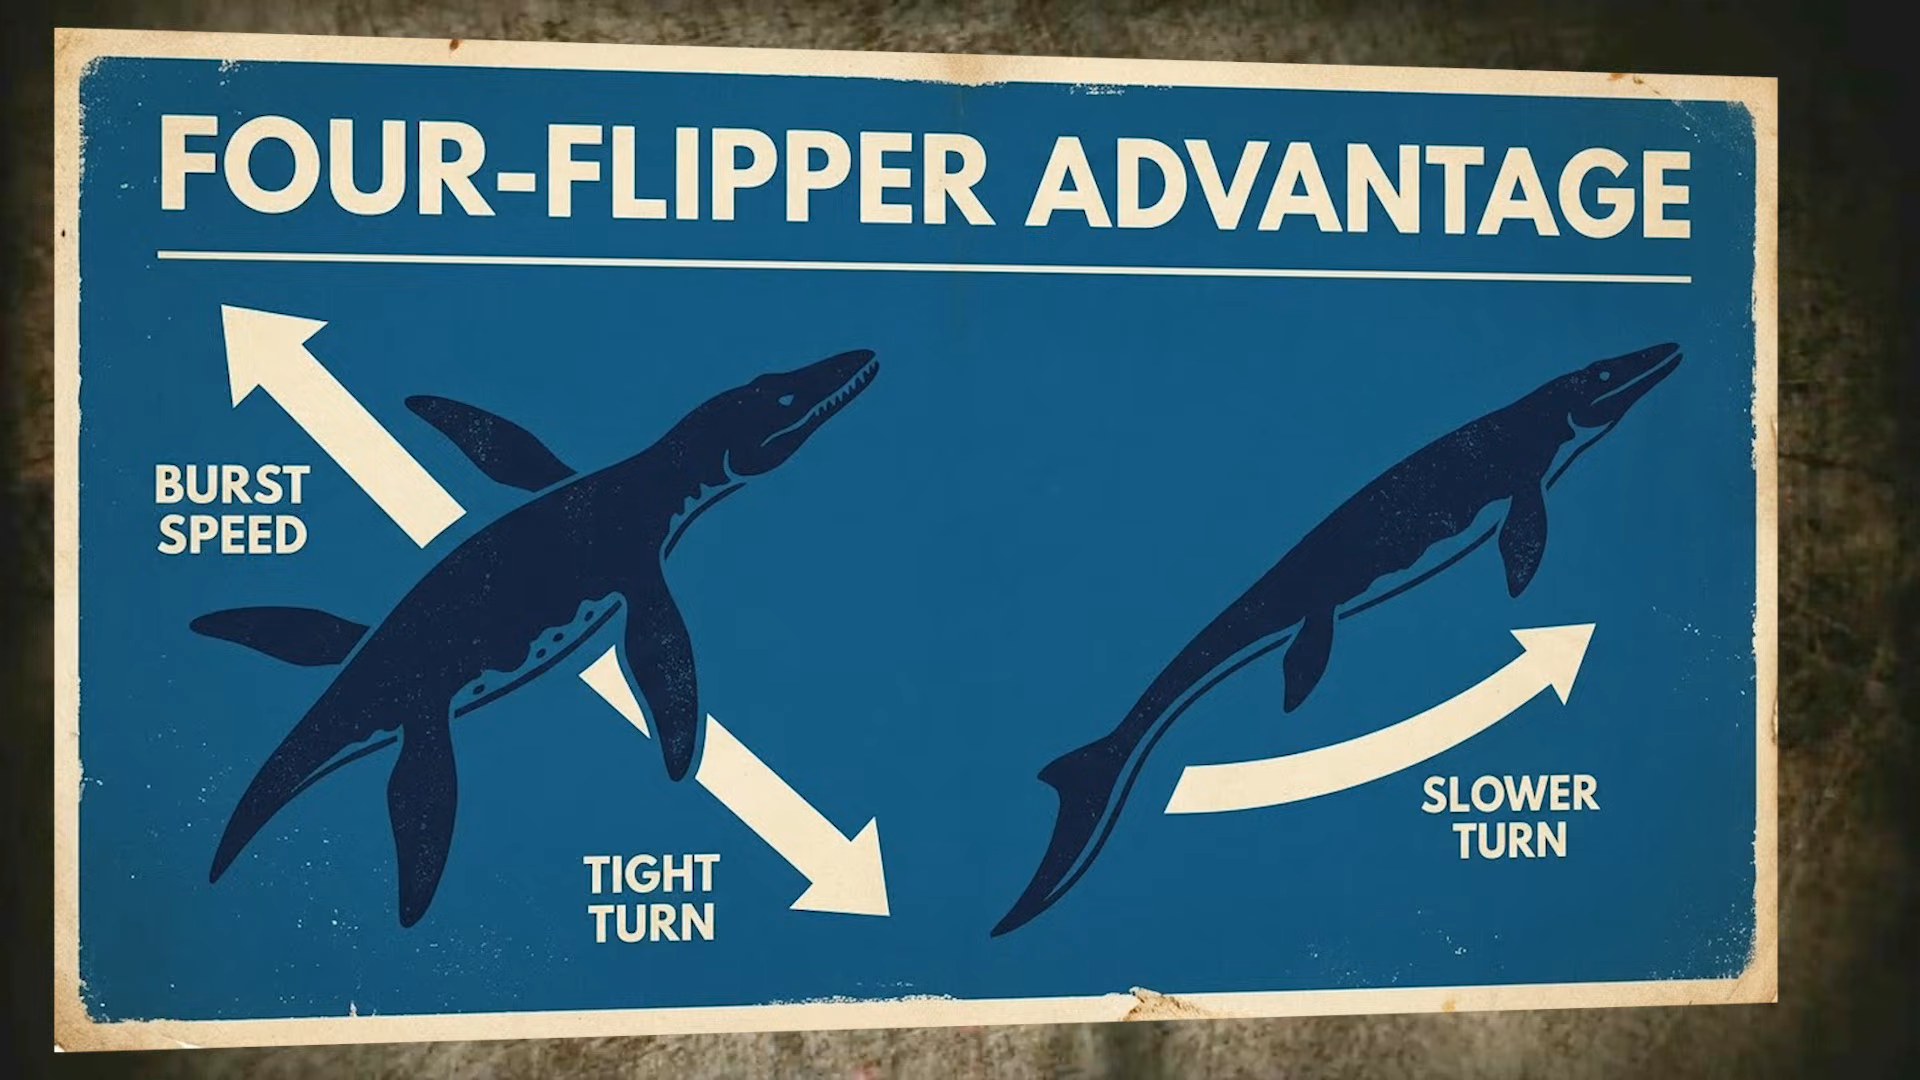 FOUR-FLIPPER ADVANTAGE
BURST
SPEED
TIGHT
TURN
SLOWER
TURN